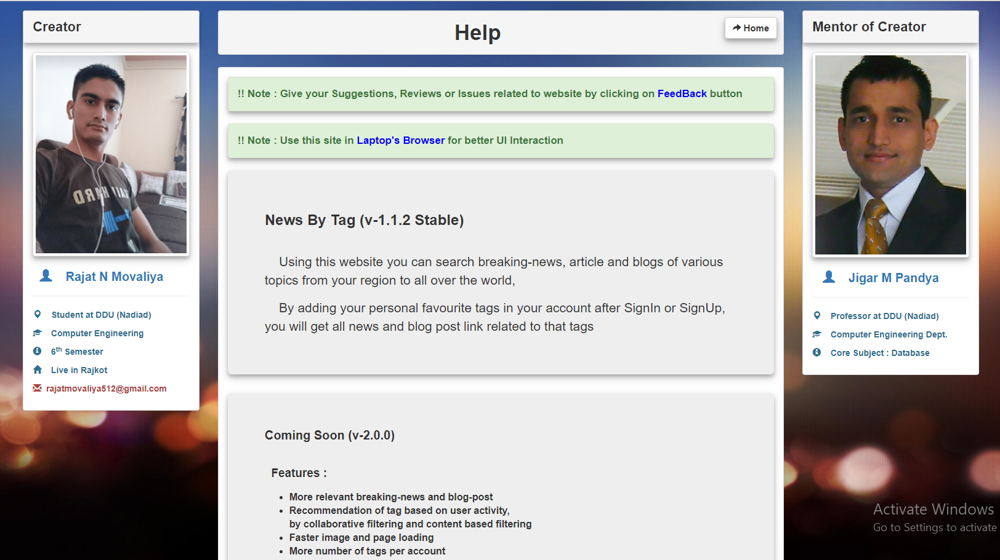 Creator
Rajat N Movaliya
Student at DDU (Nadiad)
Computer Engineering
6th Semester
Live in Rajkot
rajatmovaliya512@gmail.com
Help
Home
!! Note : Give your Suggestions, Reviews or Issues related to website by clicking on FeedBack button
!! Note : Use this site in Laptop's Browser for better UI Interaction
News By Tag (v-1.1.2 Stable)
Using this website you can search breaking-news, article and blogs of various
topics from your region to all over the world,
By adding your personal favourite tags in your account after SignIn or SignUp,
you will get all news and blog post link related to that tags
Coming Soon (v-2.0.0)
Features :
• More relevant breaking-news and blog-post
• Recommendation of tag based on user activity,
by collaborative filtering and content based filtering
• Faster image and page loading
• More number of tags per account
Mentor of Creator
Jigar M Pandya
Professor at DDU (Nadiad)
Computer Engineering Dept.
Core Subject : Database
Activate Windows
Go to Settings to activate